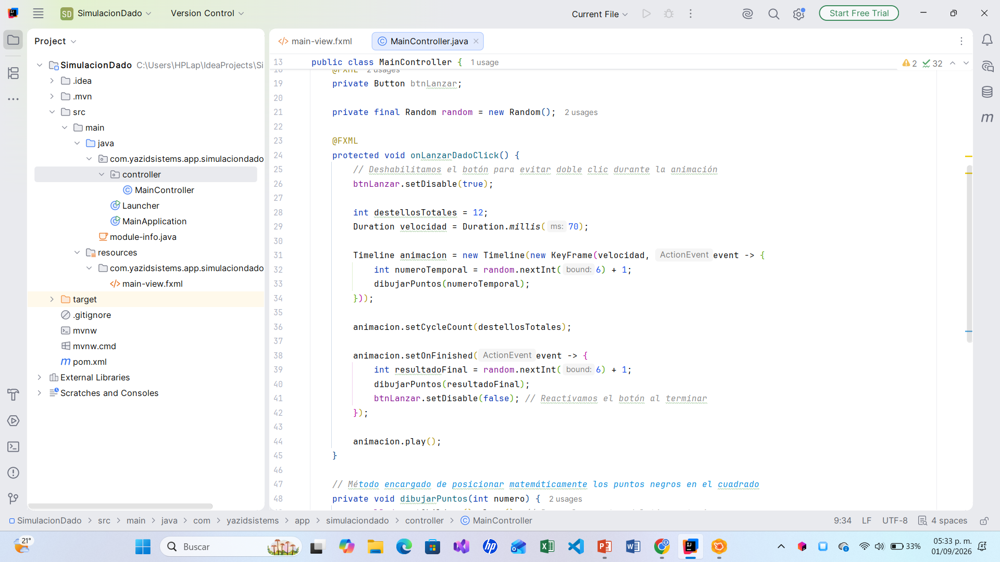 SD SimulacionDado Version Control Current File Start Free Trial
Project
main-view.fxml MainController.java
SimulacionDado C:\Users\HPLap\IdeaProjects\Si
.idea
.mvn
src
main
java
com.yazidsistems.app.simulaciondado
controller
MainController
Launcher
MainApplication
module-info.java
resources
com.yazidsistems.app.simulaciondado
main-view.fxml
target
.gitignore
mvnw
mvnw.cmd
pom.xml
External Libraries
Scratches and Consoles
13 public class MainController { 1 usage
2 32
18 @FXML 2 usages
19 private Button btnLanzar;
20
21 private final Random random = new Random(); 2 usages
22
23 @FXML
24 protected void onLanzarDadoClick() {
25 // Deshabilitamos el botón para evitar doble clic durante la animación
26 btnLanzar.setDisable(true);
27
28 int destellosTotales = 12;
29 Duration velocidad = Duration.millis( ms: 70);
30
31 Timeline animacion = new Timeline(new KeyFrame(velocidad, ActionEvent event -> {
32 int numeroTemporal = random.nextInt( bound: 6) + 1;
33 dibujarPuntos(numeroTemporal);
34 }));
35
36 animacion.setCycleCount(destellosTotales);
37
38 animacion.setOnFinished( ActionEvent event -> {
39 int resultadoFinal = random.nextInt( bound: 6) + 1;
40 dibujarPuntos(resultadoFinal);
41 btnLanzar.setDisable(false); // Reactivamos el botón al terminar
42 });
43
44 animacion.play();
45 }
46
47 // Método encargado de posicionar matemáticamente los puntos negros en el cuadrado
48 private void dibujarPuntos(int numero) { 2 usages
SimulacionDado > src > main > java > com > yazidsistems > app > simulaciondado > controller > MainController
9:34 LF UTF-8 4 spaces
21°
Buscar
33%
05:33 p. m.
01/09/2026